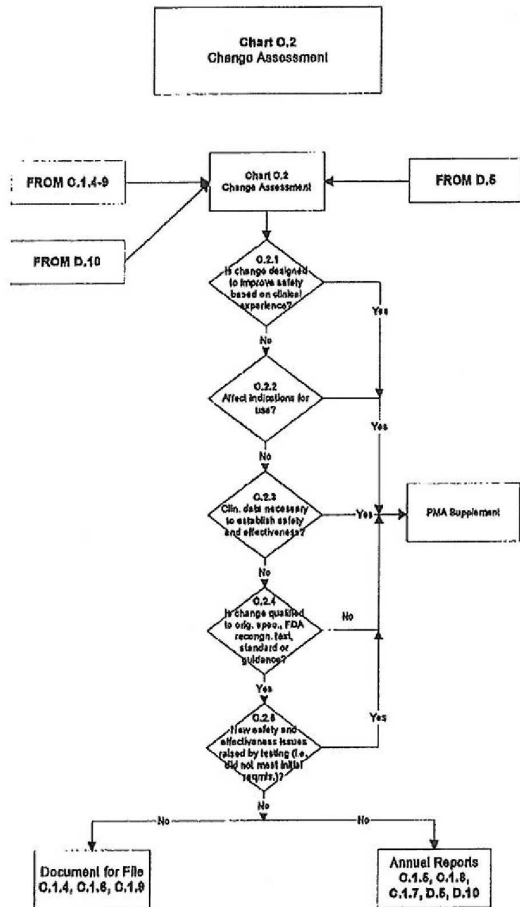 Chart C.2
Change Assessment
FROM C.1.4-9
Chart C.2
Change Assessment
FROM D.5
FROM D.10
C.2.1
Is change designed
to improve safety
based on clinical
experience?
Yes
No
C.2.2
Affect indications for
use?
Yes
No
C.2.3
Clin. data necessary
to establish safety
and effectiveness?
Yes
PMA Supplement
No
C.2.4
Is change qualified
to orig. spec., FDA
recongn. text,
standard or
guidance?
No
Yes
C.2.5
New safety and
effectiveness issues
raised by testing (i.e.
did not meet initial
reqmts.)?
Yes
No
No
No
Document for File
C.1.4, C.1.8, C.1.9
Annual Reports
C.1.5, C.1.6,
C.1.7, D.5, D.10